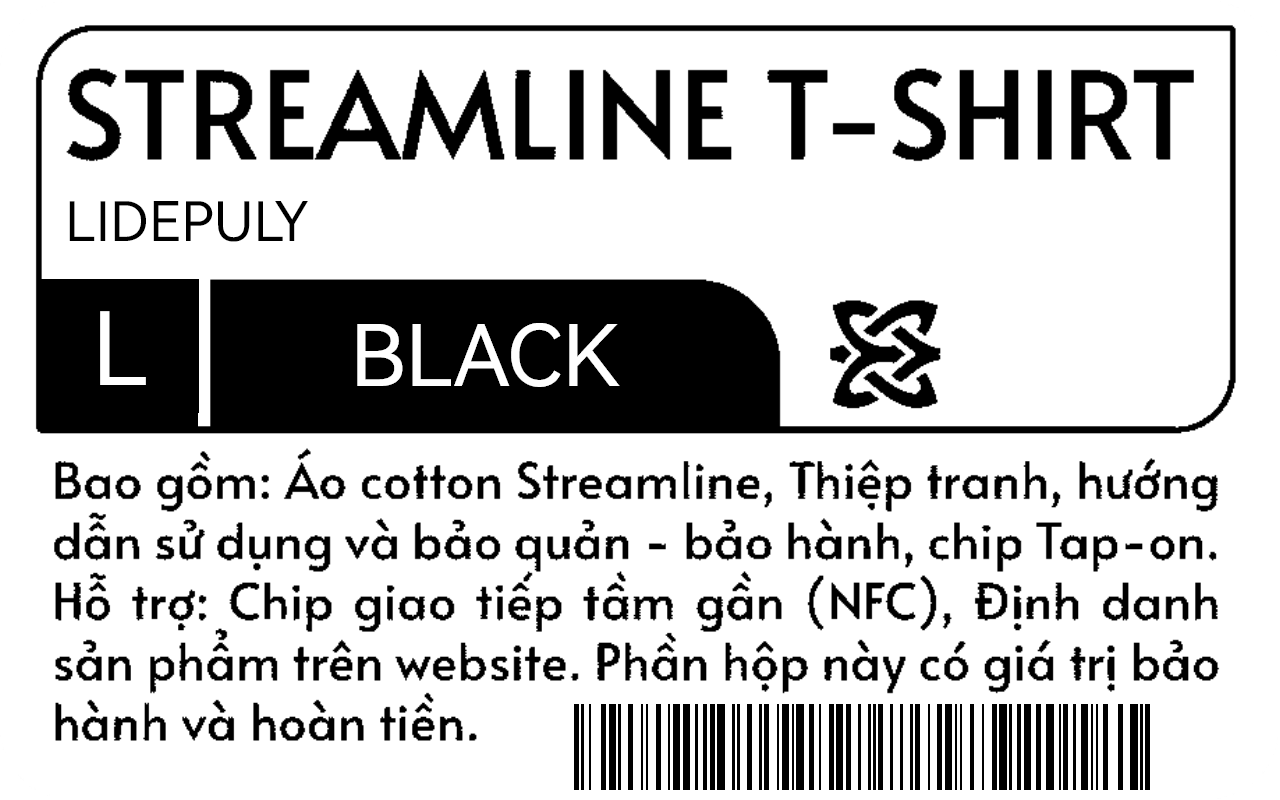 STREAMLINE T-SHIRT
LIDEPULY
L
BLACK
Bao gồm: Áo cotton Streamline, Thiệp tranh, hướng
dẫn sử dụng và bảo quản - bảo hành, chip Tap-on.
Hỗ trợ: Chip giao tiếp tầm gần (NFC), Định danh
sản phẩm trên website. Phần hộp này có giá trị bảo
hành và hoàn tiền.